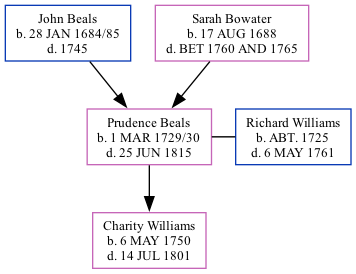 John Beals
b. 28 JAN 1684/85
d. 1745
Sarah Bowater
b. 17 AUG 1688
d. BET 1760 AND 1765
Prudence Beals
b. 1 MAR 1729/30
d. 25 JUN 1815
Richard Williams
b. ABT. 1725
d. 6 MAY 1761
Charity Williams
b. 6 MAY 1750
d. 14 JUL 1801